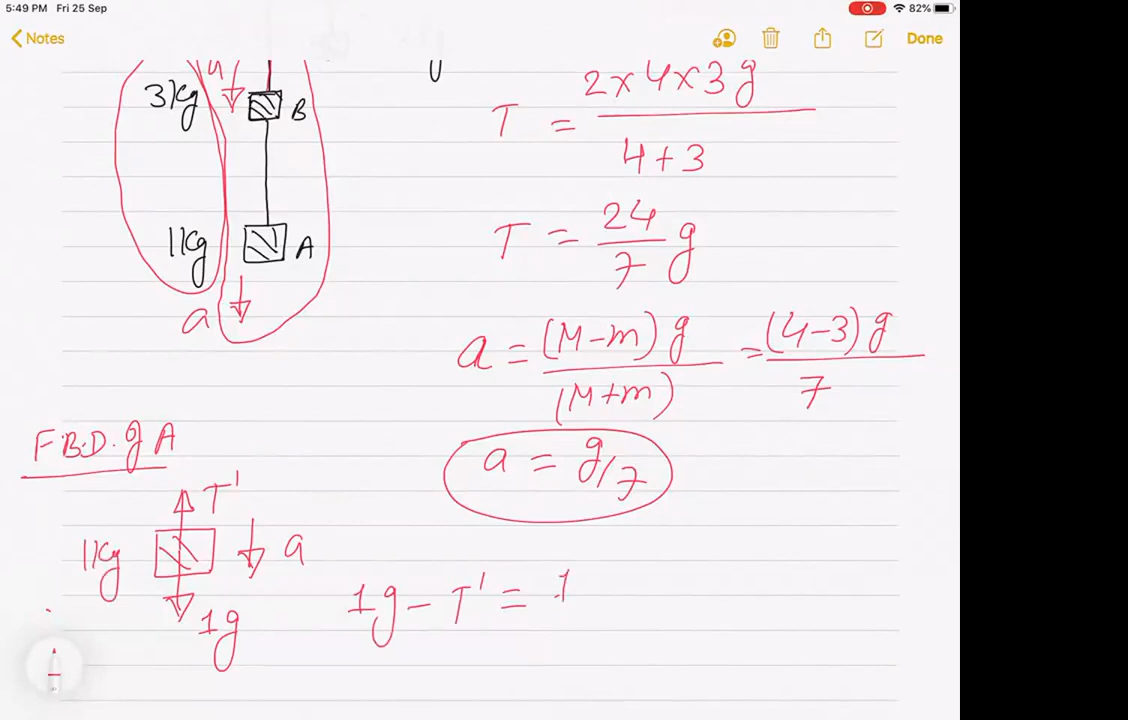 5:49 PM Fri 25 Sep
82%
Notes
Done
3kg
a
B
1kg
A
a
T = 2 x 4 x 3 g / 4 + 3
T = 24/7 g
a = (M-m) g / (M+m) = (4-3) g / 7
a = g/7
F.B.D. of A
T'
1kg
a
1g
1g - T' = 1